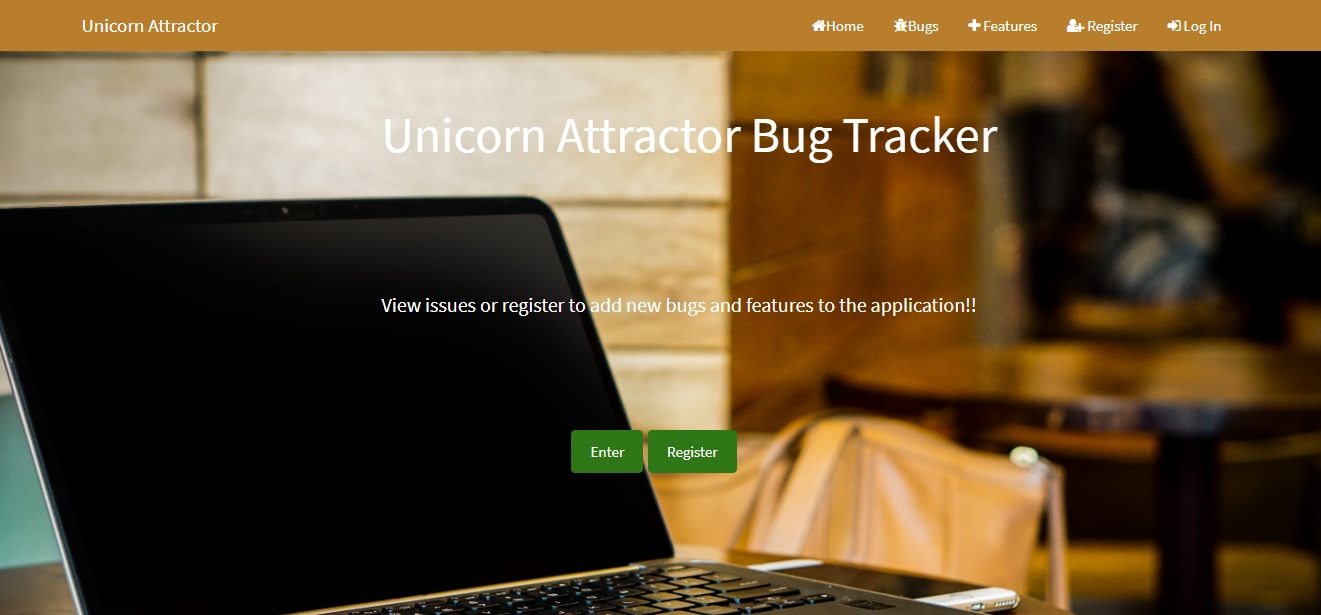 Unicorn Attractor
Home Bugs Features Register Log In
Unicorn Attractor Bug Tracker
View issues or register to add new bugs and features to the application!!
Enter Register